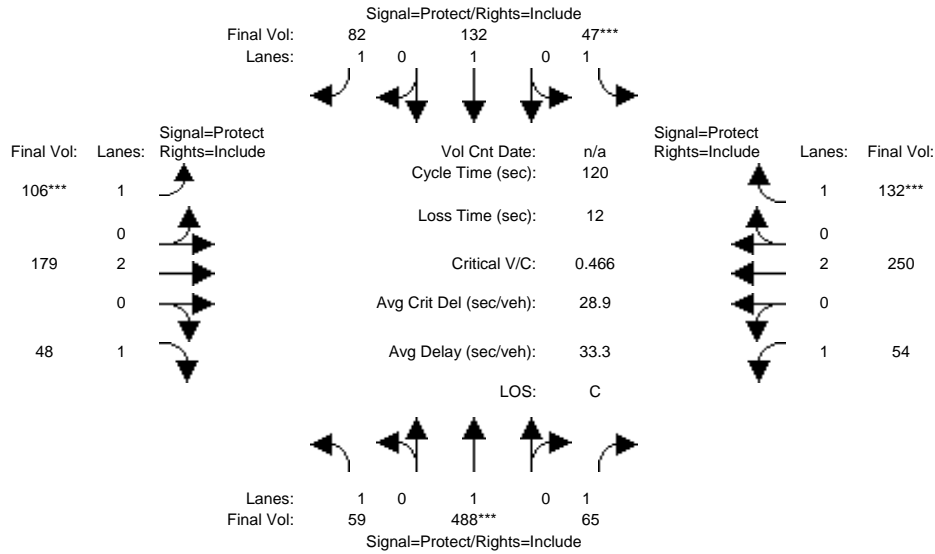 Signal=Protect/Rights=Include
Final Vol: 82 132 47***
Lanes: 1 0 1 0 1
Signal=Protect Signal=Protect
Final Vol: Lanes: Rights=Include Vol Cnt Date: n/a Rights=Include Lanes: Final Vol:
Cycle Time (sec): 120
106*** 1 1 132***
Loss Time (sec): 12
0 0
179 2 Critical V/C: 0.466 2 250
0 Avg Crit Del (sec/veh): 28.9 0
48 1 Avg Delay (sec/veh): 33.3 1 54
LOS: C
Lanes: 1 0 1 0 1
Final Vol: 59 488*** 65
Signal=Protect/Rights=Include